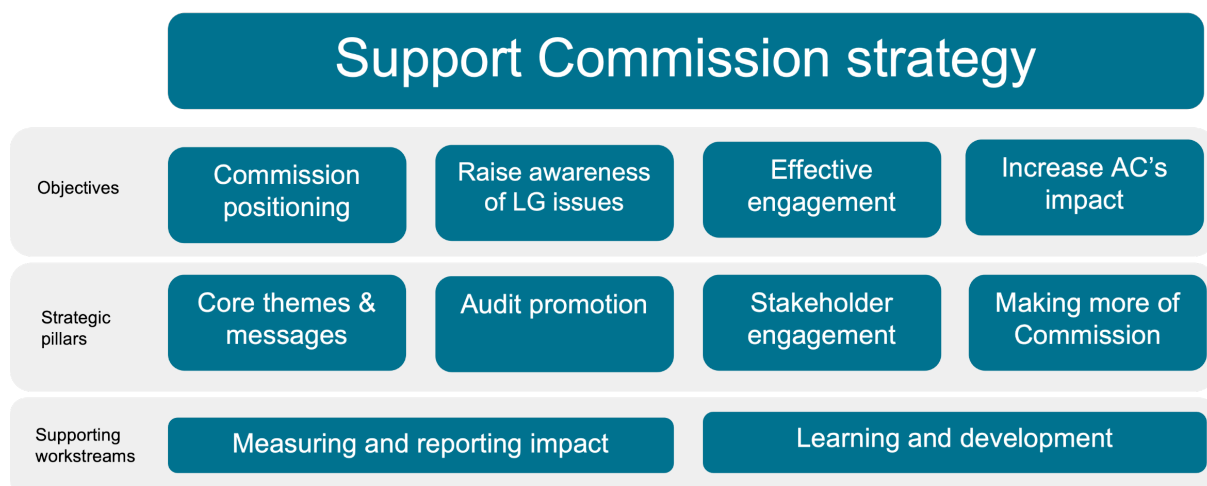 Support Commission strategy
Objectives
Commission
positioning
Raise awareness
of LG issues
Effective
engagement
Increase AC’s
impact
Strategic
pillars
Core themes &
messages
Audit promotion
Stakeholder
engagement
Making more of
Commission
Supporting
workstreams
Measuring and reporting impact
Learning and development